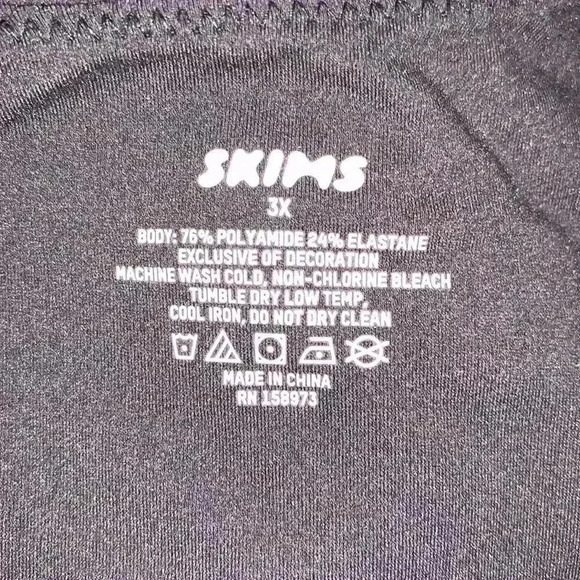 SKIMS
3X
BODY: 76% POLYAMIDE 24% ELASTANE
EXCLUSIVE OF DECORATION
MACHINE WASH COLD, NON-CHLORINE BLEACH
TUMBLE DRY LOW TEMP,
COOL IRON, DO NOT DRY CLEAN
MADE IN CHINA
RN 158973